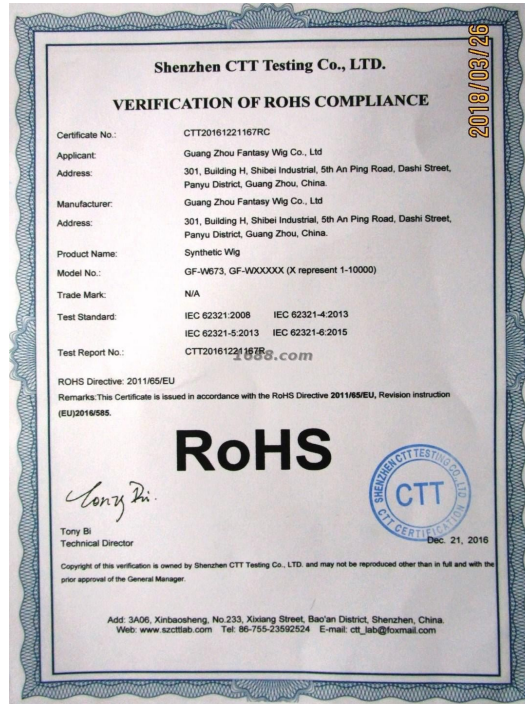 2018/03/26
Shenzhen CTT Testing Co., LTD.
VERIFICATION OF ROHS COMPLIANCE
Certificate No.: CTT20161221167RC
Applicant: Guang Zhou Fantasy Wig Co., Ltd
Address: 301, Building H, Shibei Industrial, 5th An Ping Road, Dashi Street,
Panyu District, Guang Zhou, China.
Manufacturer: Guang Zhou Fantasy Wig Co., Ltd
Address: 301, Building H, Shibei Industrial, 5th An Ping Road, Dashi Street,
Panyu District, Guang Zhou, China.
Product Name: Synthetic Wig
Model No.: GF-W673, GF-WXXXXX (X represent 1-10000)
Trade Mark: N/A
Test Standard: IEC 62321:2008 IEC 62321-4:2013
IEC 62321-5:2013 IEC 62321-6:2015
Test Report No.: CTT20161221167R
1688.com
ROHS Directive: 2011/65/EU
Remarks:This Certificate is issued in accordance with the RoHS Directive 2011/65/EU, Revision instruction
(EU)2016/585.
RoHS
SHENZHEN CTT TESTING CO., LTD
CTT
CTT CERTIFICATION
Tony Bi.
Tony Bi
Technical Director
Dec. 21, 2016
Copyright of this verification is owned by Shenzhen CTT Testing Co., LTD. and may not be reproduced other than in full and with the
prior approval of the General Manager.
Add: 3A06, Xinbaosheng, No.233, Xixiang Street, Bao'an District, Shenzhen, China.
Web: www.szcttlab.com Tel: 86-755-23592524 E-mail: ctt_lab@foxmail.com